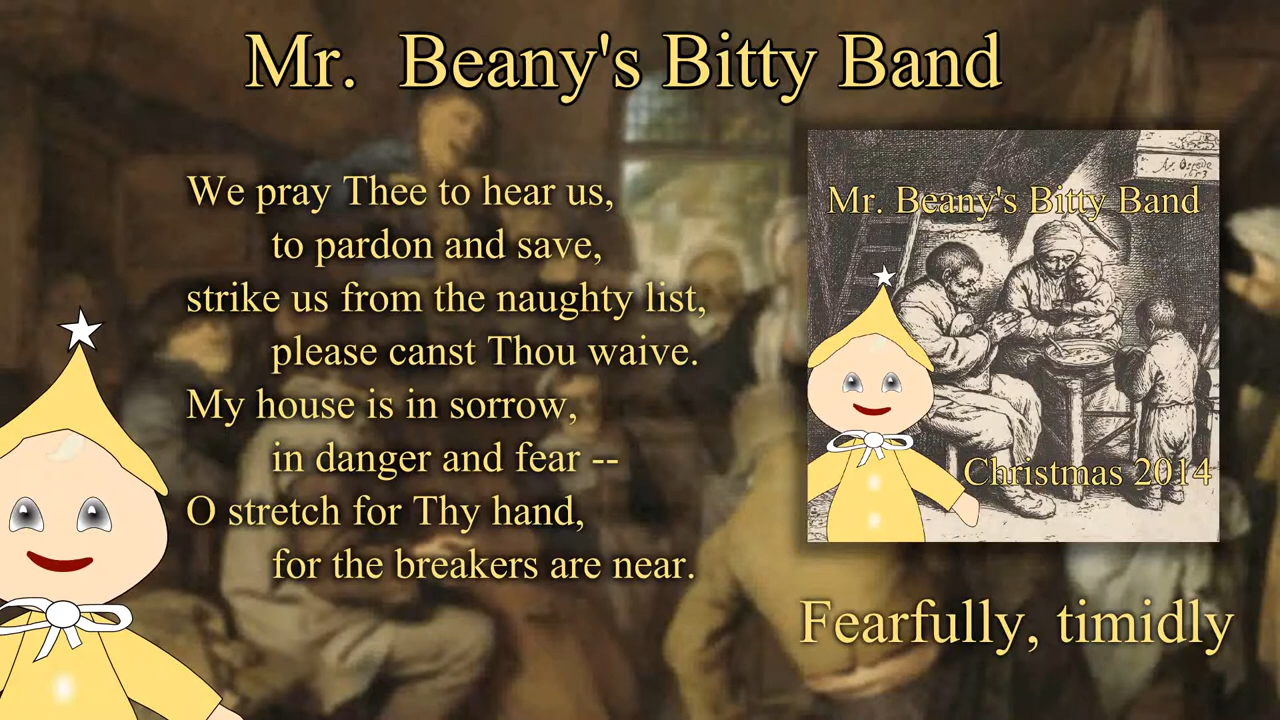 Mr. Beany's Bitty Band
We pray Thee to hear us,
to pardon and save,
strike us from the naughty list,
please canst Thou waive.
My house is in sorrow,
in danger and fear --
O stretch for Thy hand,
for the breakers are near.
Mr. Beany's Bitty Band
Christmas 2014
Fearfully, timidly